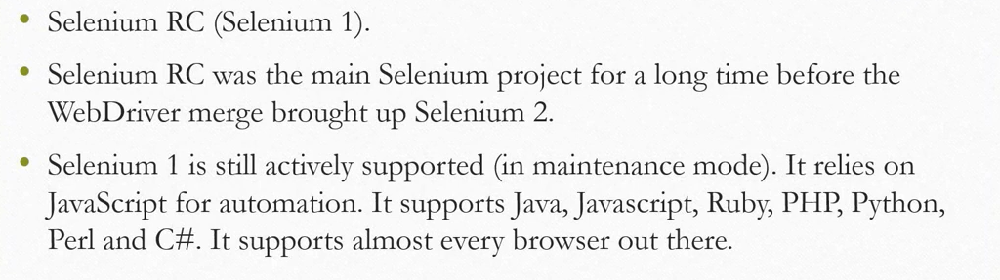 • Selenium RC (Selenium 1).
• Selenium RC was the main Selenium project for a long time before the
WebDriver merge brought up Selenium 2.
• Selenium 1 is still actively supported (in maintenance mode). It relies on
JavaScript for automation. It supports Java, Javascript, Ruby, PHP, Python,
Perl and C#. It supports almost every browser out there.